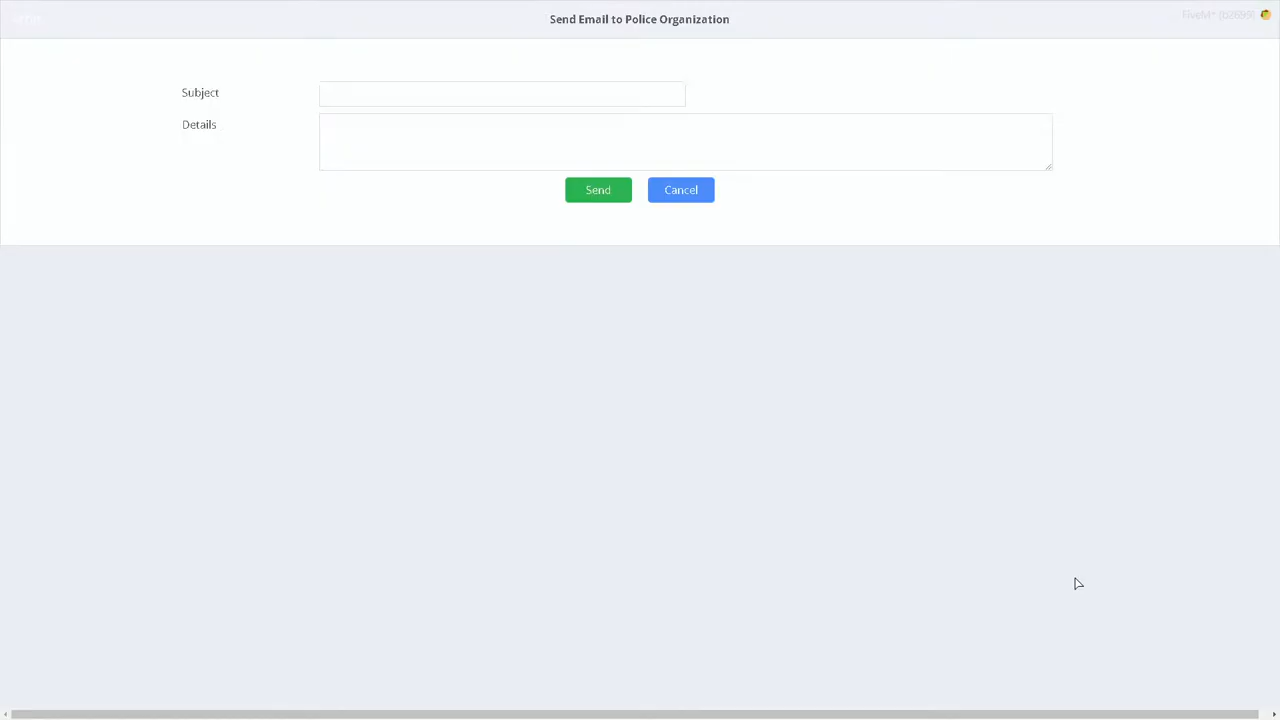 Send Email to Police Organization
Subject
Details
Send
Cancel